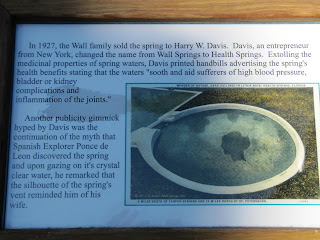 In 1927, the Wall family sold the spring to Harry W. Davis. Davis, an entrepreneur
from New York, changed the name from Wall Springs to Health Springs. Extolling the
medicinal properties of spring waters, Davis printed handbills advertising the spring's
health benefits stating that the waters "sooth and aid sufferers of high blood pressure,
bladder or kidney
complications and
inflammation of the joints."
Another publicity gimmick
hyped by Davis was the
continuation of the myth that
Spanish Explorer Ponce de
Leon discovered the spring
and upon gazing on it's crystal
clear water, he remarked that
the silhouette of the spring's
vent reminded him of his
wife.